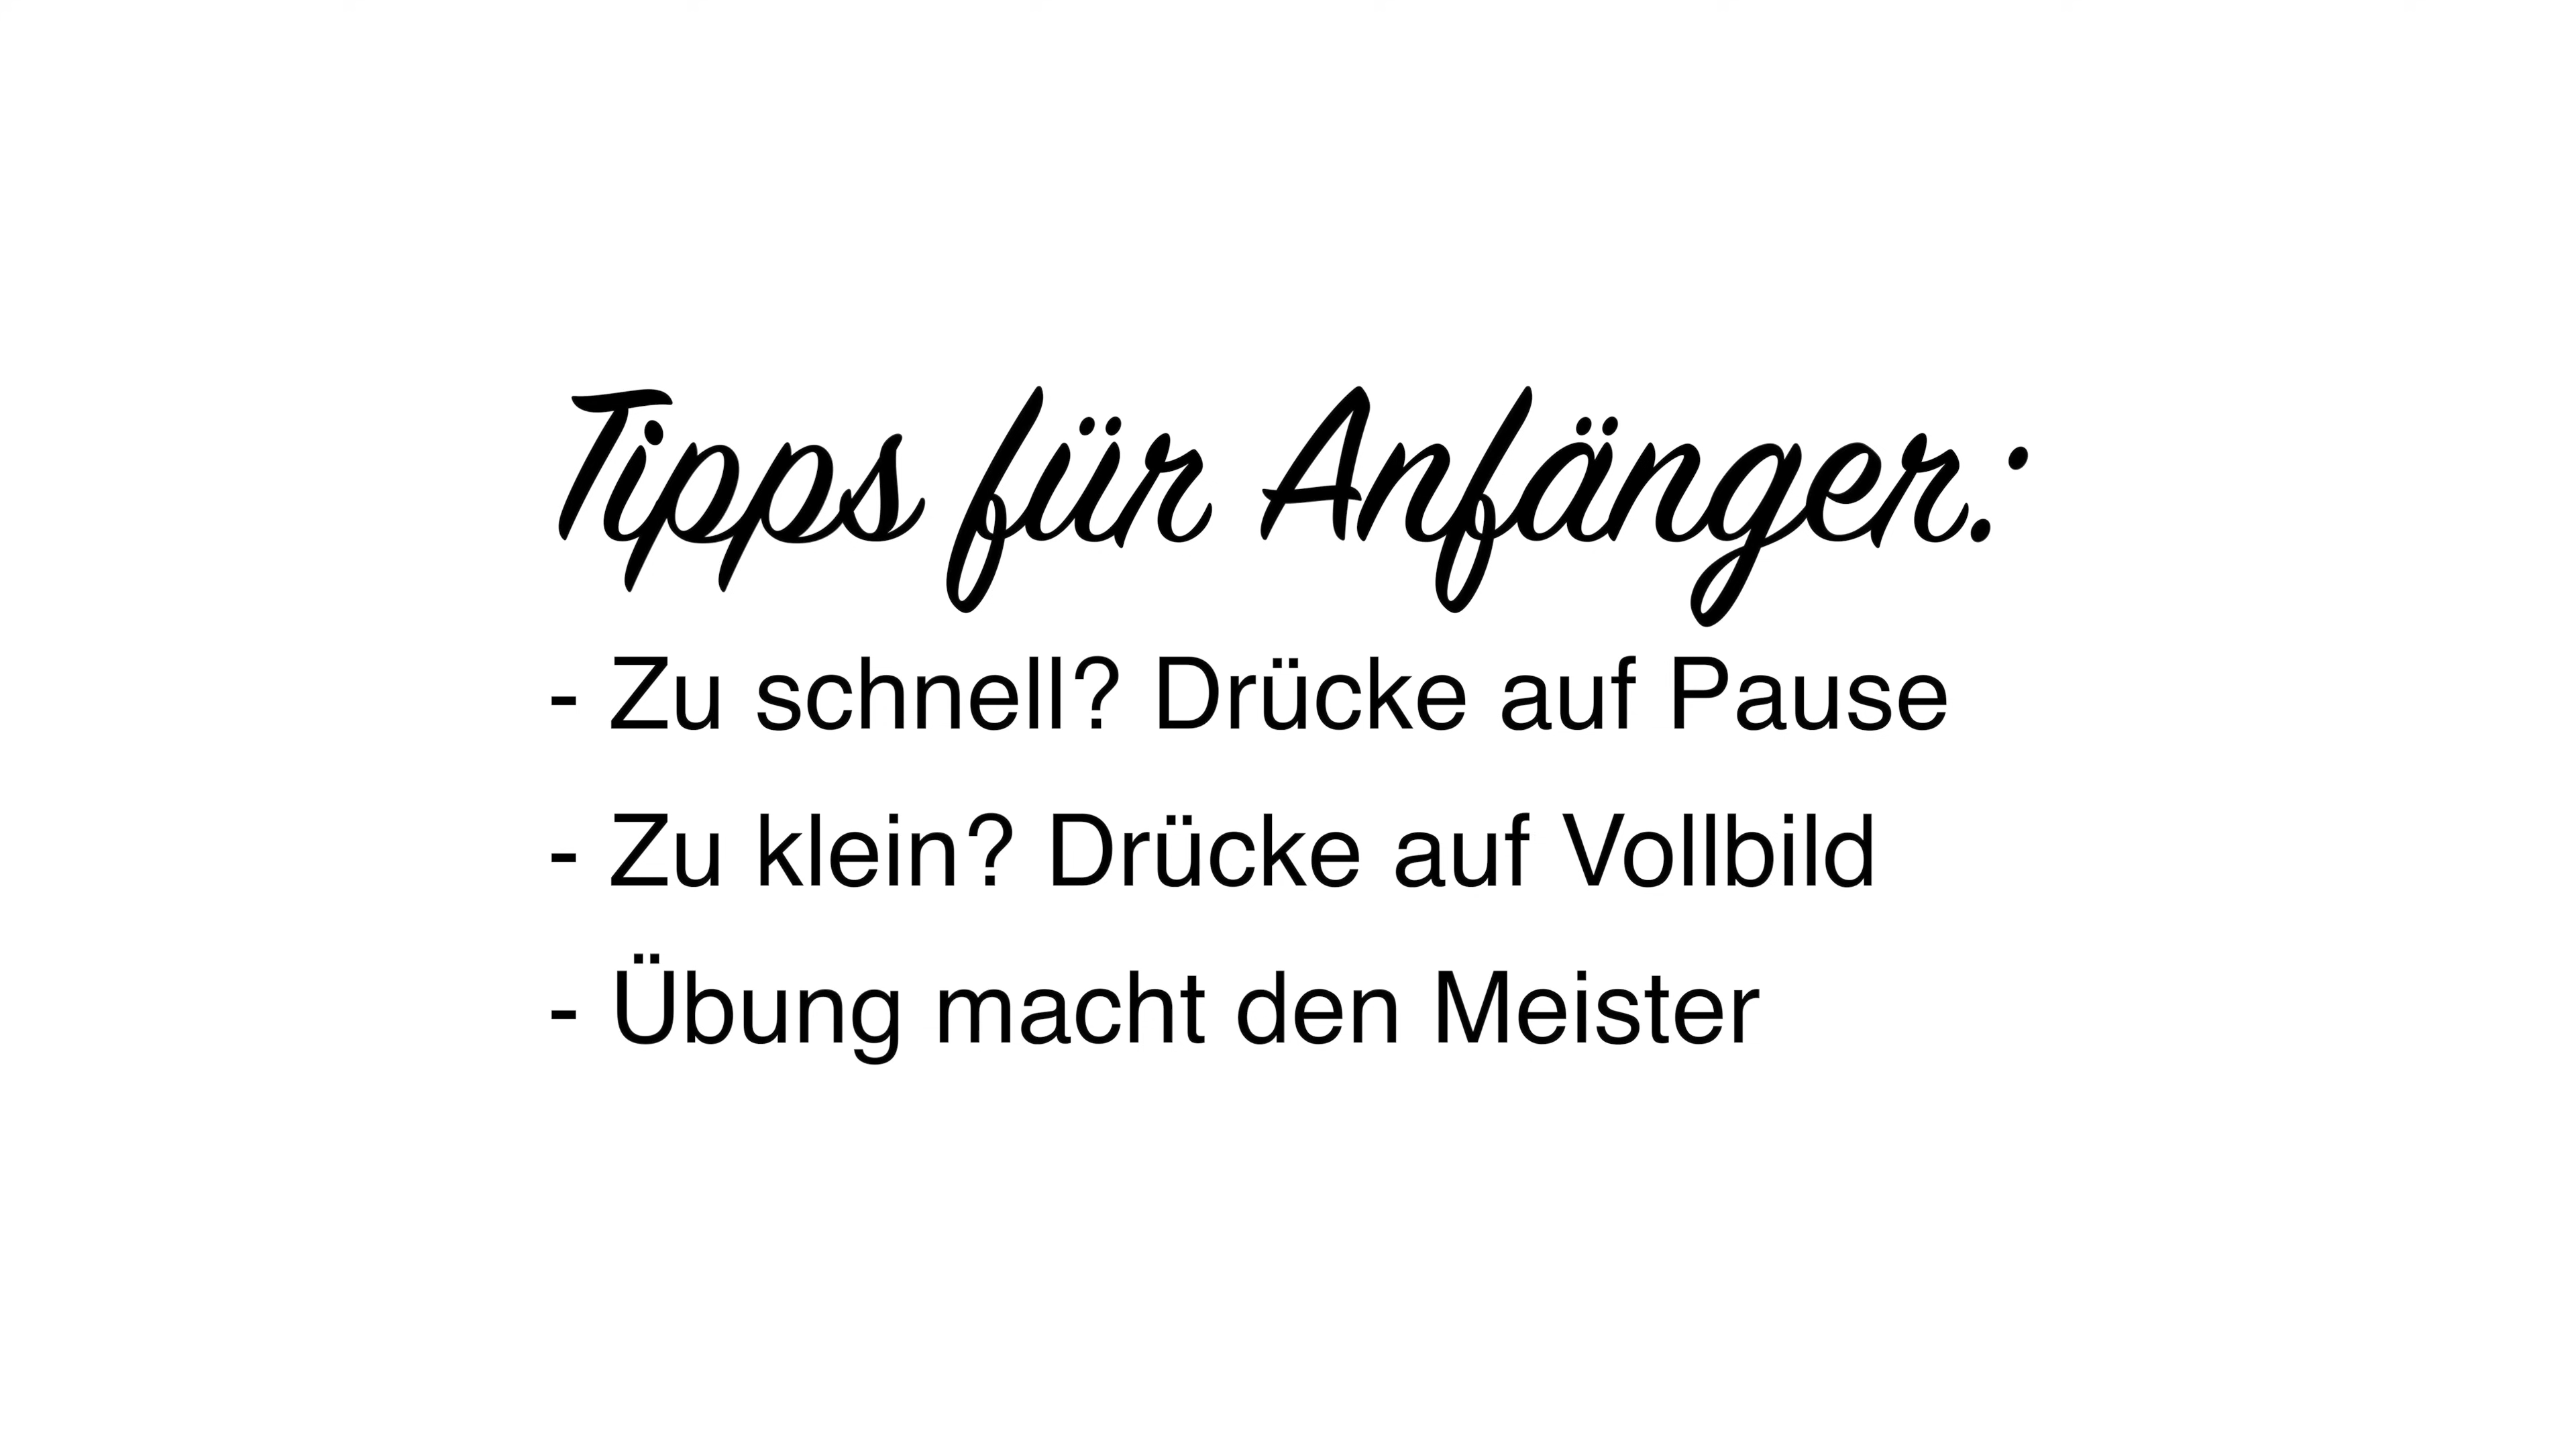 Tipps für Anfänger:
- Zu schnell? Drücke auf Pause
- Zu klein? Drücke auf Vollbild
- Übung macht den Meister